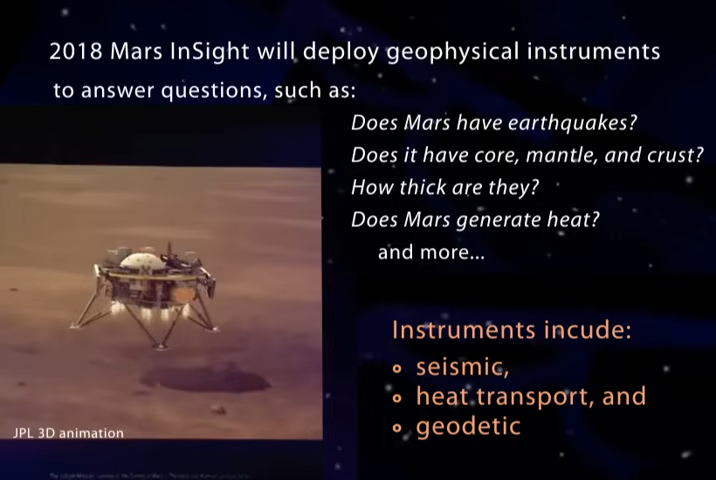 2018 Mars InSight will deploy geophysical instruments
to answer questions, such as:
Does Mars have earthquakes?
Does it have core, mantle, and crust?
How thick are they?
Does Mars generate heat?
and more...
Instruments incude:
seismic,
heat transport, and
geodetic
JPL 3D animation